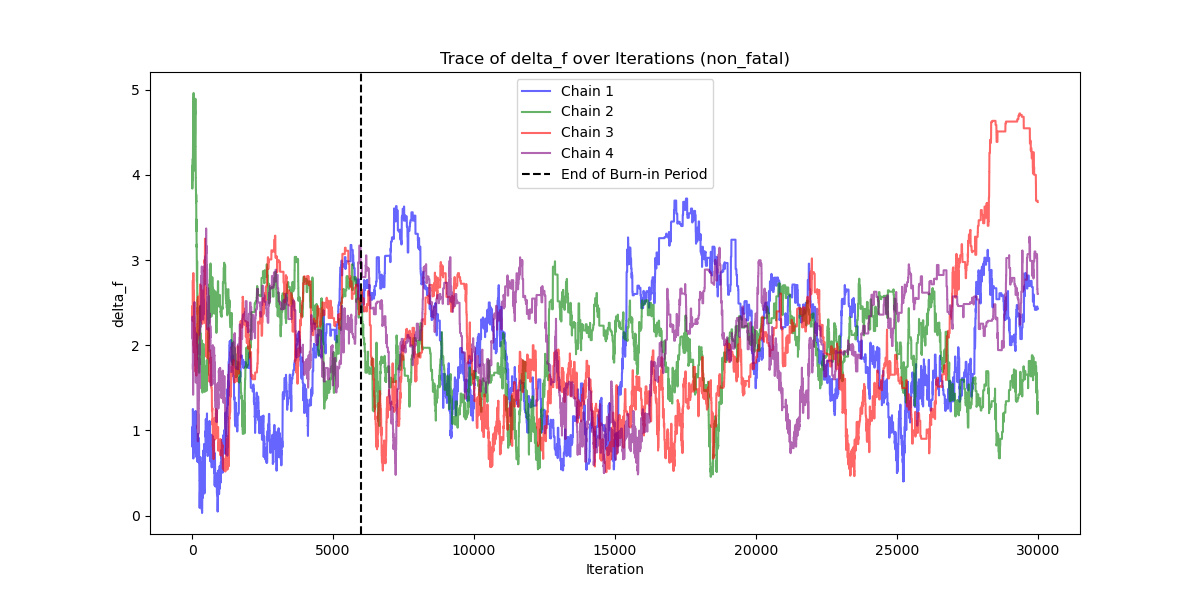 Trace of delta_f over Iterations (non_fatal)
Chain 1
Chain 2
Chain 3
Chain 4
End of Burn-in Period
delta_f
5
4
3
2
1
0
0 5000 10000 15000 20000 25000 30000
Iteration